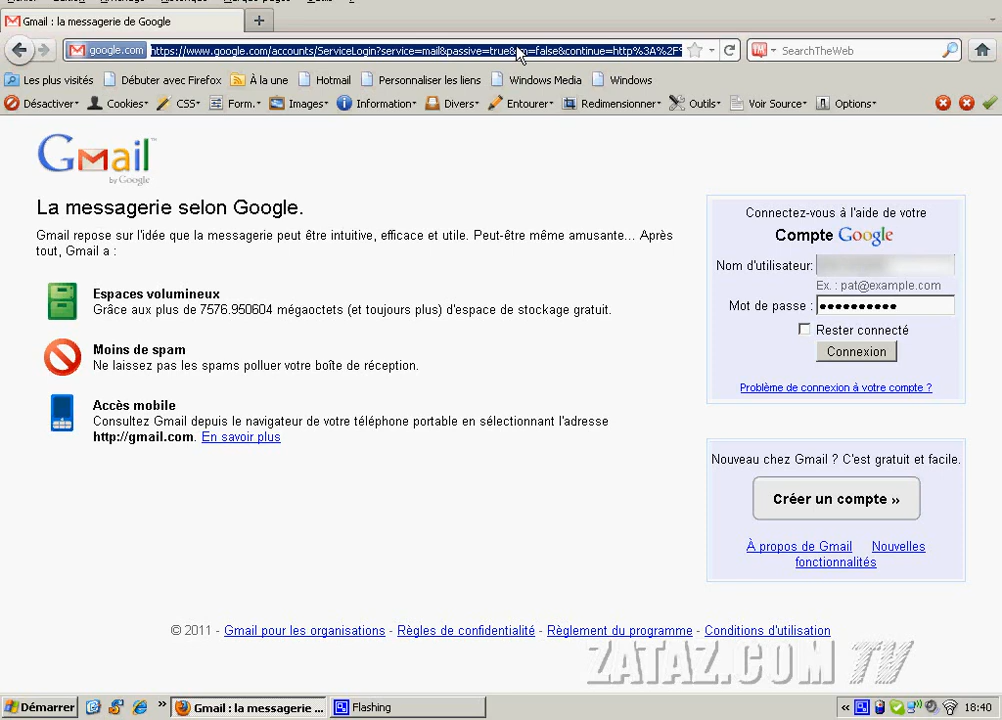 Gmail : la messagerie de Google
google.com https://www.google.com/accounts/ServiceLogin?service=mail&passive=true&rm=false&continue=http%3A%2F%
SearchTheWeb
Les plus visités Débuter avec Firefox À la une Hotmail Personnaliser les liens Windows Media Windows
Désactiver Cookies CSS Form. Images Information Divers Entourer Redimensionner Outils Voir Source Options
Gmail
by Google
La messagerie selon Google.
Gmail repose sur l'idée que la messagerie peut être intuitive, efficace et utile. Peut-être même amusante... Après
tout, Gmail a :
Espaces volumineux
Grâce aux plus de 7576.950604 mégaoctets (et toujours plus) d'espace de stockage gratuit.
Moins de spam
Ne laissez pas les spams polluer votre boîte de réception.
Accès mobile
Consultez Gmail depuis le navigateur de votre téléphone portable en sélectionnant l'adresse
http://gmail.com. En savoir plus
Connectez-vous à l'aide de votre
Compte Google
Nom d'utilisateur:
Ex. : pat@example.com
Mot de passe : ••••••••••
Rester connecté
Connexion
Problème de connexion à votre compte ?
Nouveau chez Gmail ? C'est gratuit et facile.
Créer un compte »
À propos de Gmail Nouvelles
fonctionnalités
© 2011 - Gmail pour les organisations - Règles de confidentialité - Règlement du programme - Conditions d'utilisation
ZATAZ.COM TV
Démarrer » Gmail : la messagerie ... Flashing « 18:40